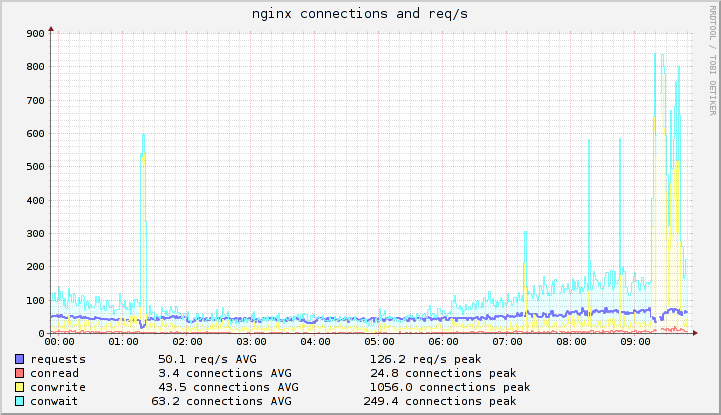 nginx connections and req/s
RRDTOOL / TOBI OETIKER
900
800
700
600
500
400
300
200
100
0
00:00 01:00 02:00 03:00 04:00 05:00 06:00 07:00 08:00 09:00
requests 50.1 req/s AVG 126.2 req/s peak
conread 3.4 connections AVG 24.8 connections peak
conwrite 43.5 connections AVG 1056.0 connections peak
conwait 63.2 connections AVG 249.4 connections peak